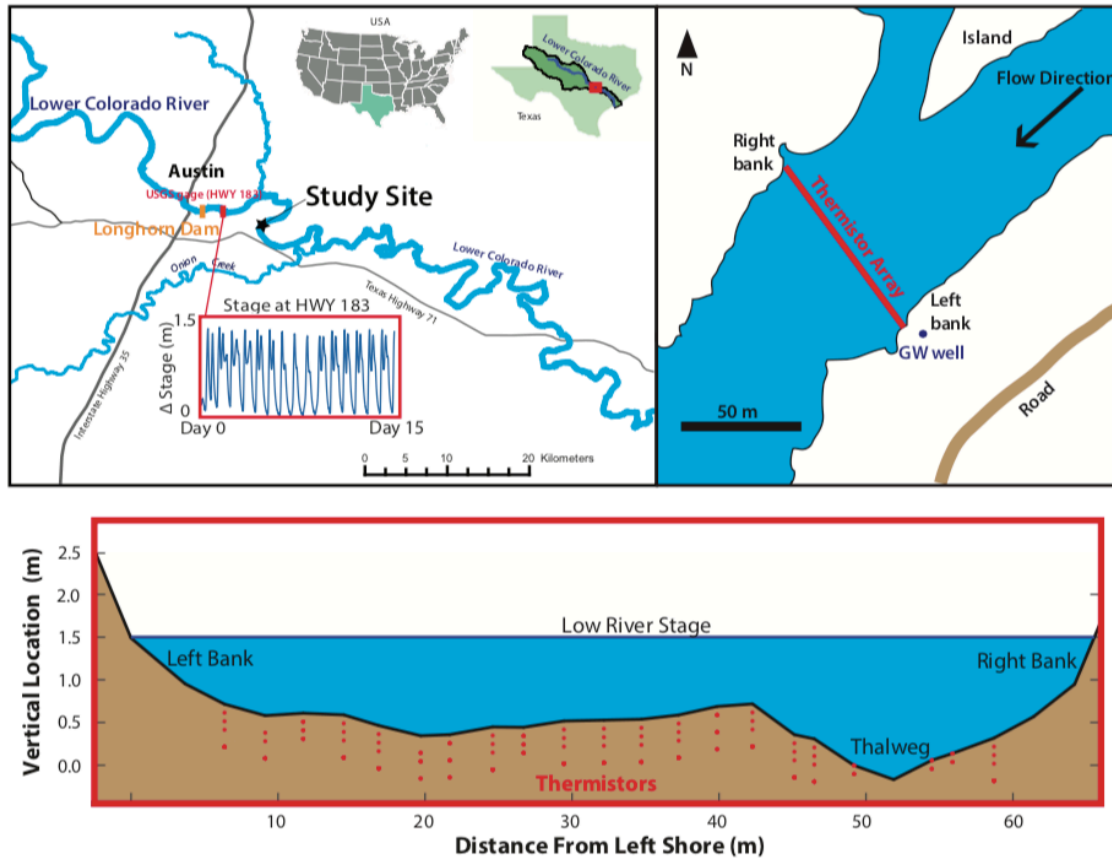 USA
Lower Colorado River
Texas
Lower Colorado River
Austin
USGS gage (HWY 183)
Longhorn Dam
Study Site
Onion Creek
Lower Colorado River
Texas Highway 71
Interstate Highway 35
Stage at HWY 183
Δ Stage (m)
1.5
0
Day 0
Day 15
0 5 10 20 Kilometers
N
Island
Flow Direction
Right
bank
Thermistor Array
Left
bank
GW well
50 m
Road
Vertical Location (m)
2.5
2.0
1.5
1.0
0.5
0.0
Low River Stage
Left Bank
Right Bank
Thalweg
Thermistors
10 20 30 40 50 60
Distance From Left Shore (m)